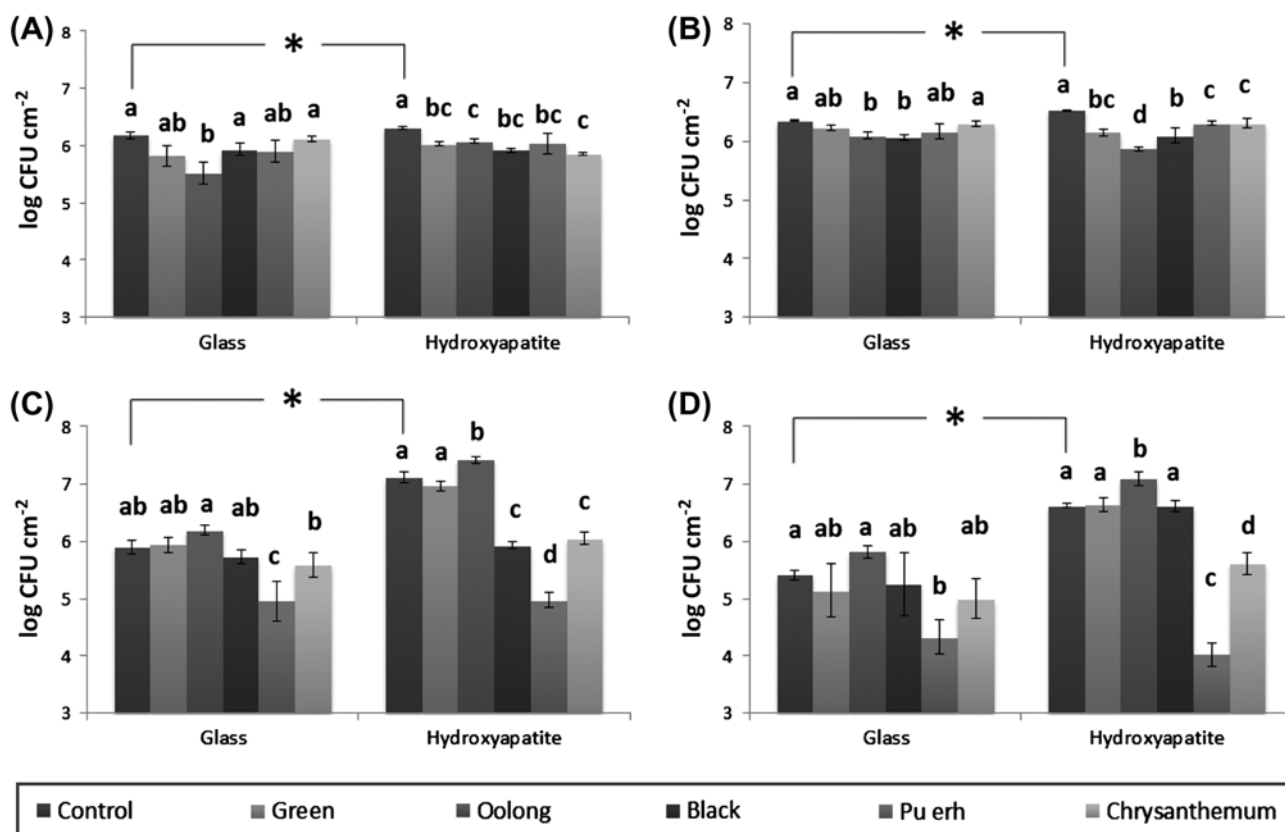 (A)
8
7
6
5
4
3
log CFU cm⁻²
*
a ab b a ab a
a bc c bc bc c
Glass Hydroxyapatite
(B)
8
7
6
5
4
3
log CFU cm⁻²
*
a ab b b ab a
a bc d b c c
Glass Hydroxyapatite
(C)
8
7
6
5
4
3
log CFU cm⁻²
*
ab ab a ab c b
a a b c d c
Glass Hydroxyapatite
(D)
8
7
6
5
4
3
log CFU cm⁻²
*
a ab a ab b ab
a a b a c d
Glass Hydroxyapatite
Control Green Oolong Black Pu erh Chrysanthemum